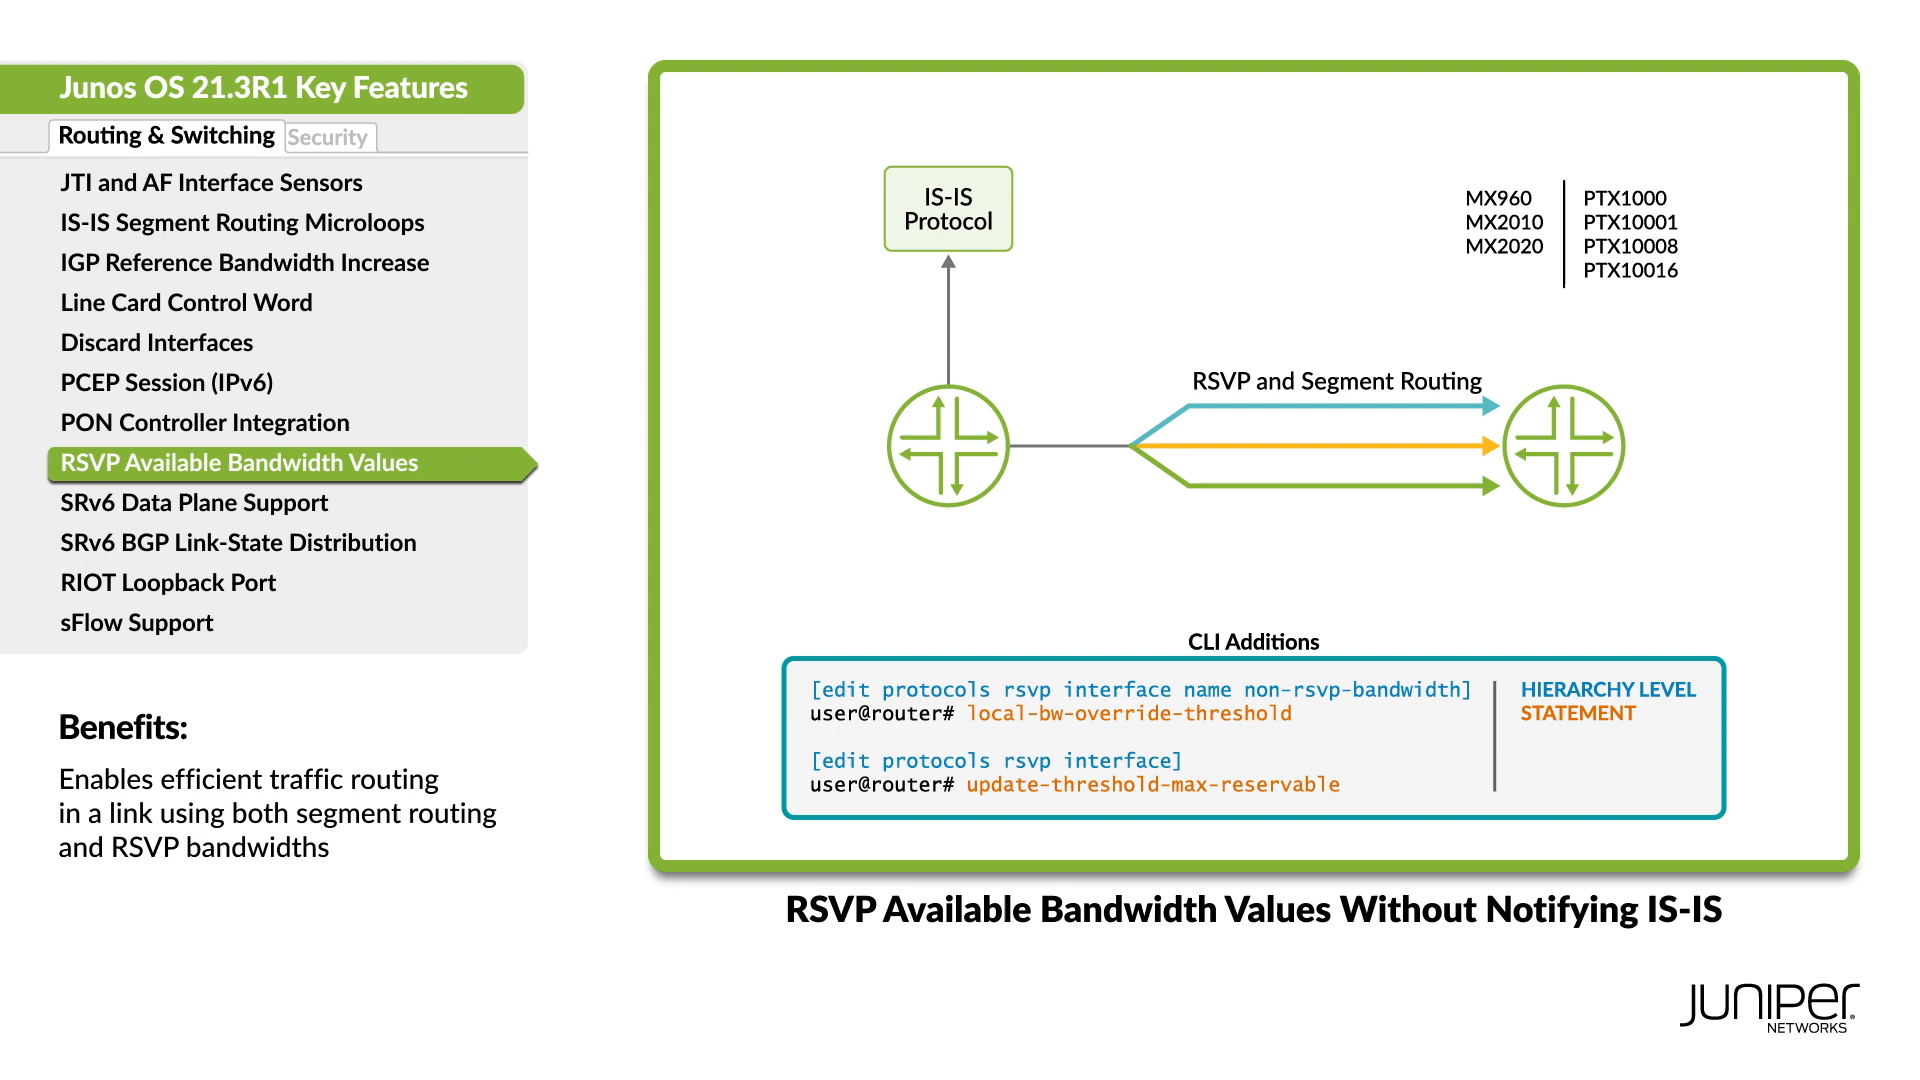 Junos OS 21.3R1 Key Features
Routing & Switching
Security
JTI and AF Interface Sensors
IS-IS Segment Routing Microloops
IGP Reference Bandwidth Increase
Line Card Control Word
Discard Interfaces
PCEP Session (IPv6)
PON Controller Integration
RSVP Available Bandwidth Values
SRv6 Data Plane Support
SRv6 BGP Link-State Distribution
RIOT Loopback Port
sFlow Support
Benefits:
Enables efficient traffic routing
in a link using both segment routing
and RSVP bandwidths
IS-IS
Protocol
MX960
MX2010
MX2020
PTX1000
PTX10001
PTX10008
PTX10016
RSVP and Segment Routing
CLI Additions
[edit protocols rsvp interface name non-rsvp-bandwidth]
user@router# local-bw-override-threshold
[edit protocols rsvp interface]
user@router# update-threshold-max-reservable
HIERARCHY LEVEL
STATEMENT
RSVP Available Bandwidth Values Without Notifying IS-IS
JUNIPer
NETWORKS